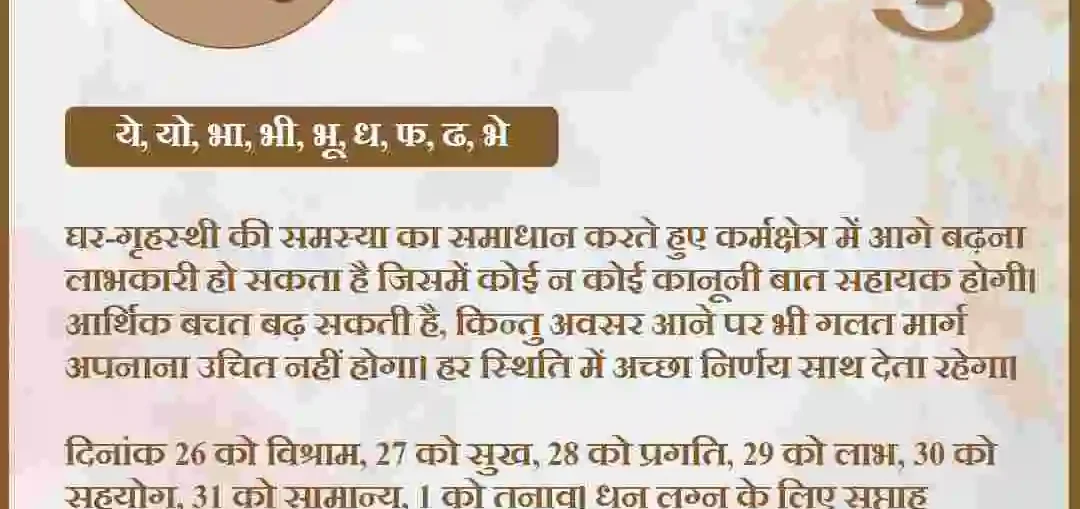 ये, यो, भा, भी, भू, ध, फ, ढ, भे
घर-गृहस्थी की समस्या का समाधान करते हुए कर्मक्षेत्र में आगे बढ़ना
लाभकारी हो सकता है जिसमें कोई न कोई कानूनी बात सहायक होगी।
आर्थिक बचत बढ़ सकती है, किन्तु अवसर आने पर भी गलत मार्ग
अपनाना उचित नहीं होगा। हर स्थिति में अच्छा निर्णय साथ देता रहेगा।
दिनांक 26 को विश्राम, 27 को सुख, 28 को प्रगति, 29 को लाभ, 30 को
सहयोग, 31 को सामान्य, 1 को तनाव। धन लग्न के लिए सप्ताह